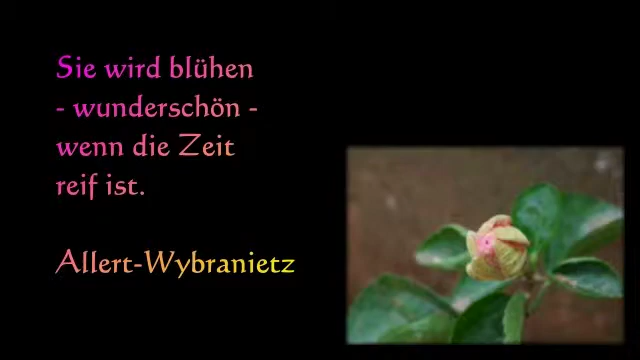 Sie wird blühen
- wunderschön -
wenn die Zeit
reif ist.
Allert-Wybranietz